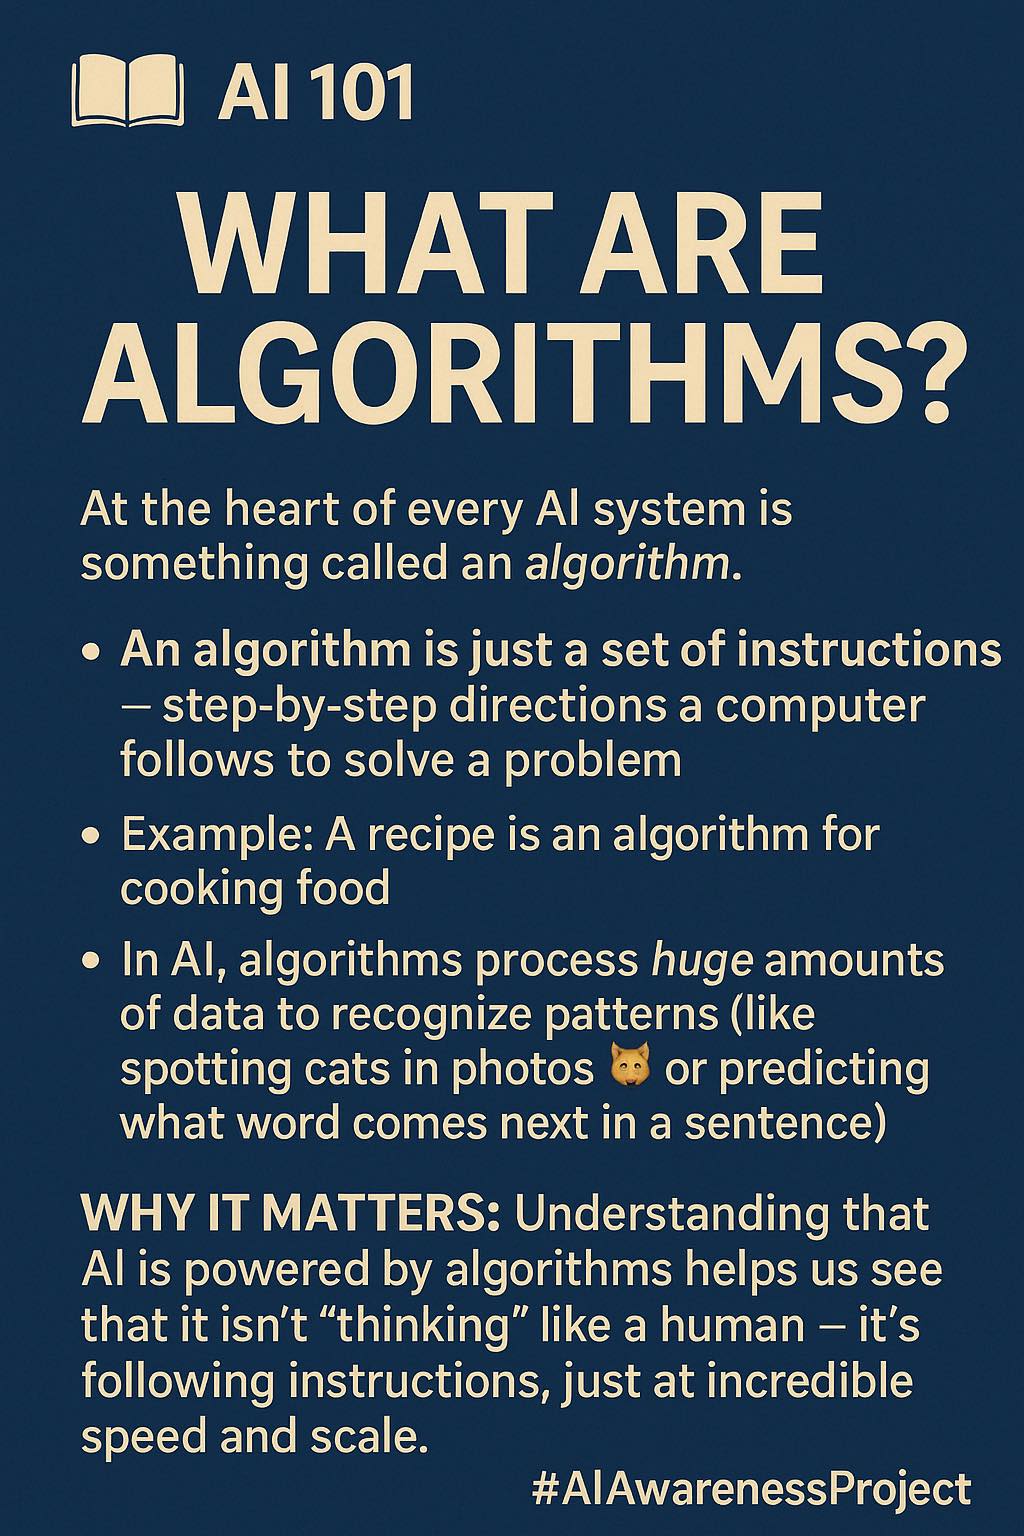 AI 101
WHAT ARE
ALGORITHMS?
At the heart of every AI system is
something called an algorithm.
• An algorithm is just a set of instructions
– step-by-step directions a computer
follows to solve a problem
• Example: A recipe is an algorithm for
cooking food
• In AI, algorithms process huge amounts
of data to recognize patterns (like
spotting cats in photos 🐱 or predicting
what word comes next in a sentence)
WHY IT MATTERS: Understanding that
AI is powered by algorithms helps us see
that it isn’t “thinking” like a human – it’s
following instructions, just at incredible
speed and scale.
#AIAwarenessProject